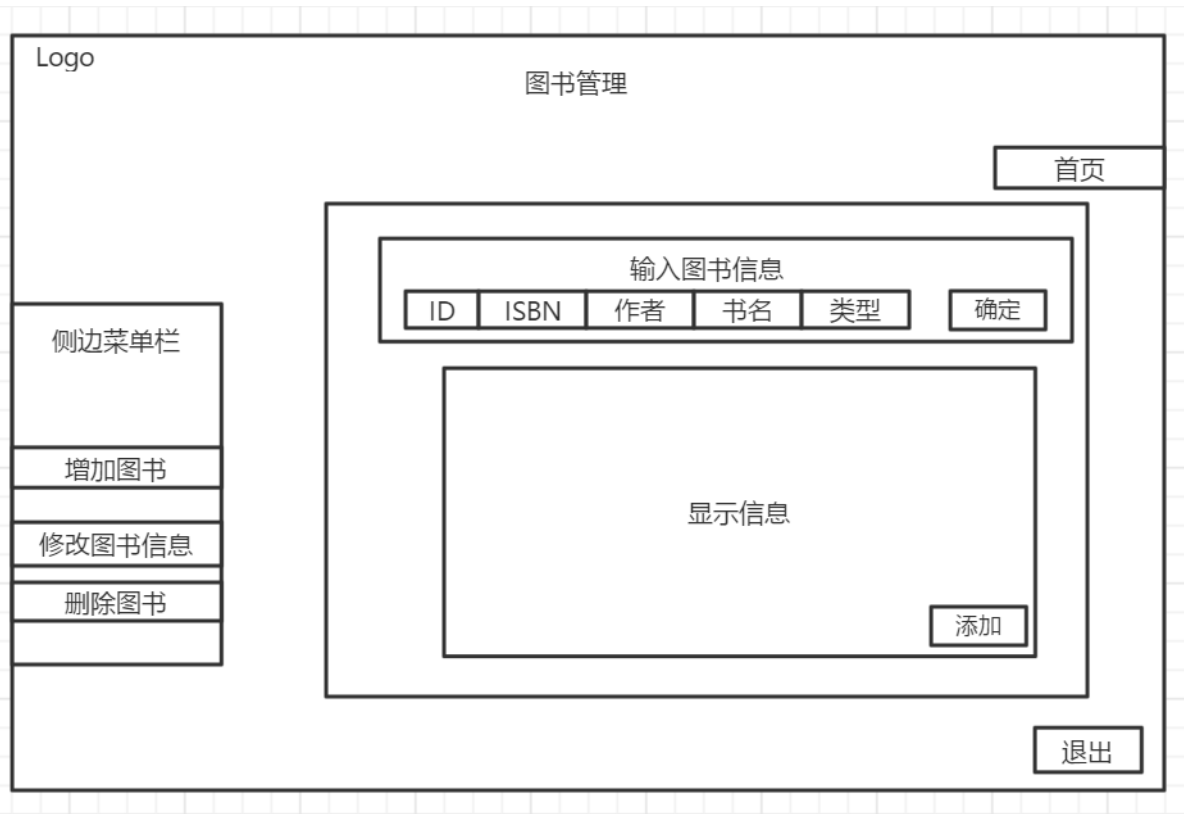 Logo
图书管理
首页
输入图书信息
ID ISBN 作者 书名 类型 确定
侧边菜单栏
增加图书
修改图书信息
删除图书
显示信息
添加
退出